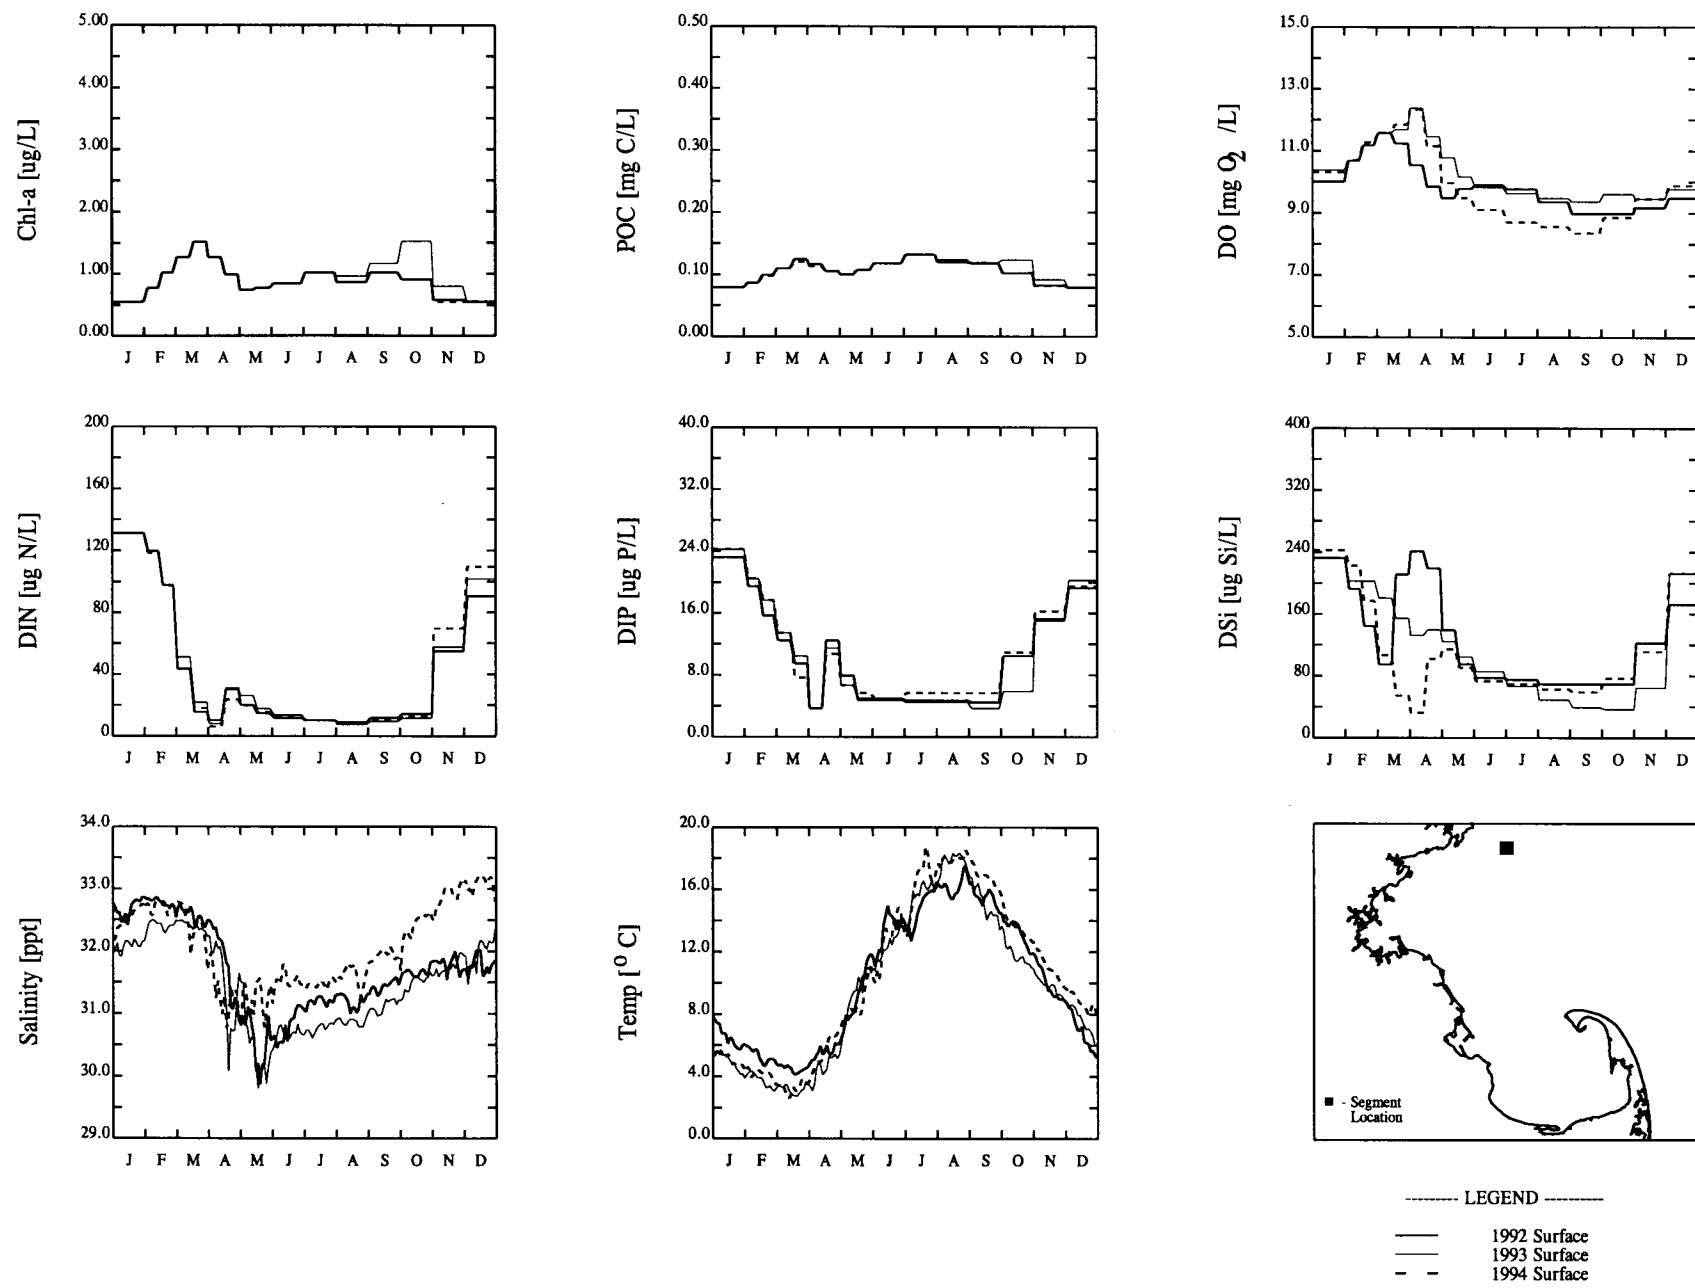 5.00
4.00
3.00
2.00
1.00
0.00
Chl-a [ug/L]
J F M A M J J A S O N D
0.50
0.40
0.30
0.20
0.10
0.00
POC [mg C/L]
J F M A M J J A S O N D
15.0
13.0
11.0
9.0
7.0
5.0
DO [mg O2 /L]
J F M A M J J A S O N D
200
160
120
80
40
0
DIN [ug N/L]
J F M A M J J A S O N D
40.0
32.0
24.0
16.0
8.0
0.0
DIP [ug P/L]
J F M A M J J A S O N D
400
320
240
160
80
0
DSi [ug Si/L]
J F M A M J J A S O N D
34.0
33.0
32.0
31.0
30.0
29.0
Salinity [ppt]
J F M A M J J A S O N D
20.0
16.0
12.0
8.0
4.0
0.0
Temp [° C]
J F M A M J J A S O N D
■ - Segment
Location
--------- LEGEND ---------
1992 Surface
1993 Surface
1994 Surface